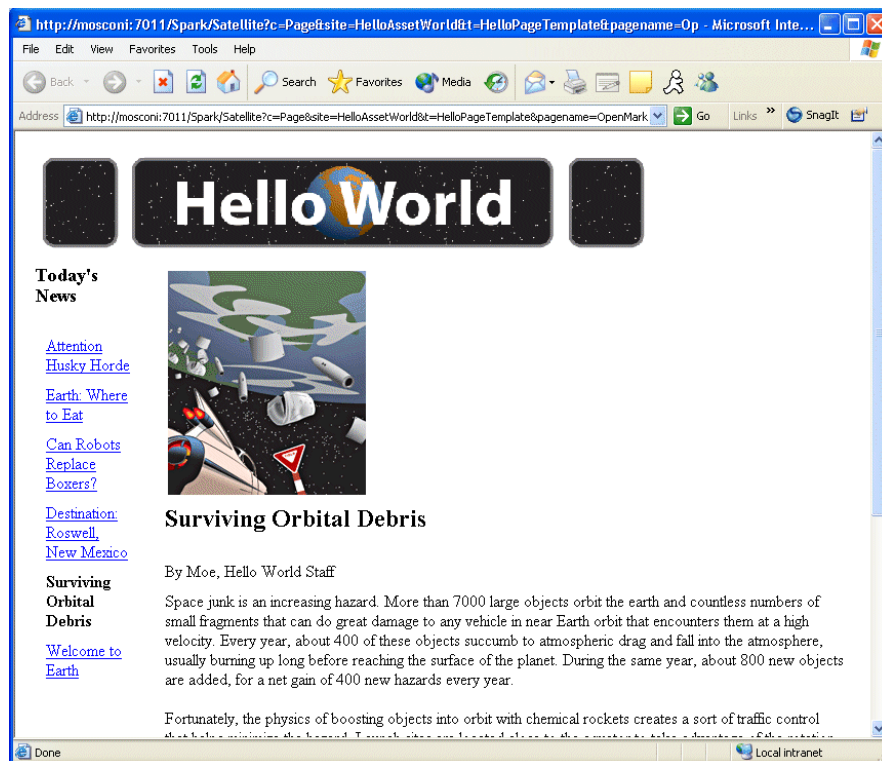 http://mosconi:7011/Spark/Satellite?c=Page&site=HelloAssetWorld&t=HelloPageTemplate&pagename=Op - Microsoft Inte...
File Edit View Favorites Tools Help
Back Search Favorites Media
Address http://mosconi:7011/Spark/Satellite?c=Page&site=HelloAssetWorld&t=HelloPageTemplate&pagename=OpenMark Go Links » SnagIt
Hello World
Today's
News
Attention
Husky Horde
Earth: Where
to Eat
Can Robots
Replace
Boxers?
Destination:
Roswell,
New Mexico
Surviving
Orbital
Debris
Welcome to
Earth
Surviving Orbital Debris
By Moe, Hello World Staff
Space junk is an increasing hazard. More than 7000 large objects orbit the earth and countless numbers of
small fragments that can do great damage to any vehicle in near Earth orbit that encounters them at a high
velocity. Every year, about 400 of these objects succumb to atmospheric drag and fall into the atmosphere,
usually burning up long before reaching the surface of the planet. During the same year, about 800 new objects
are added, for a net gain of 400 new hazards every year.
Fortunately, the physics of boosting objects into orbit with chemical rockets creates a sort of traffic control
Done Local intranet